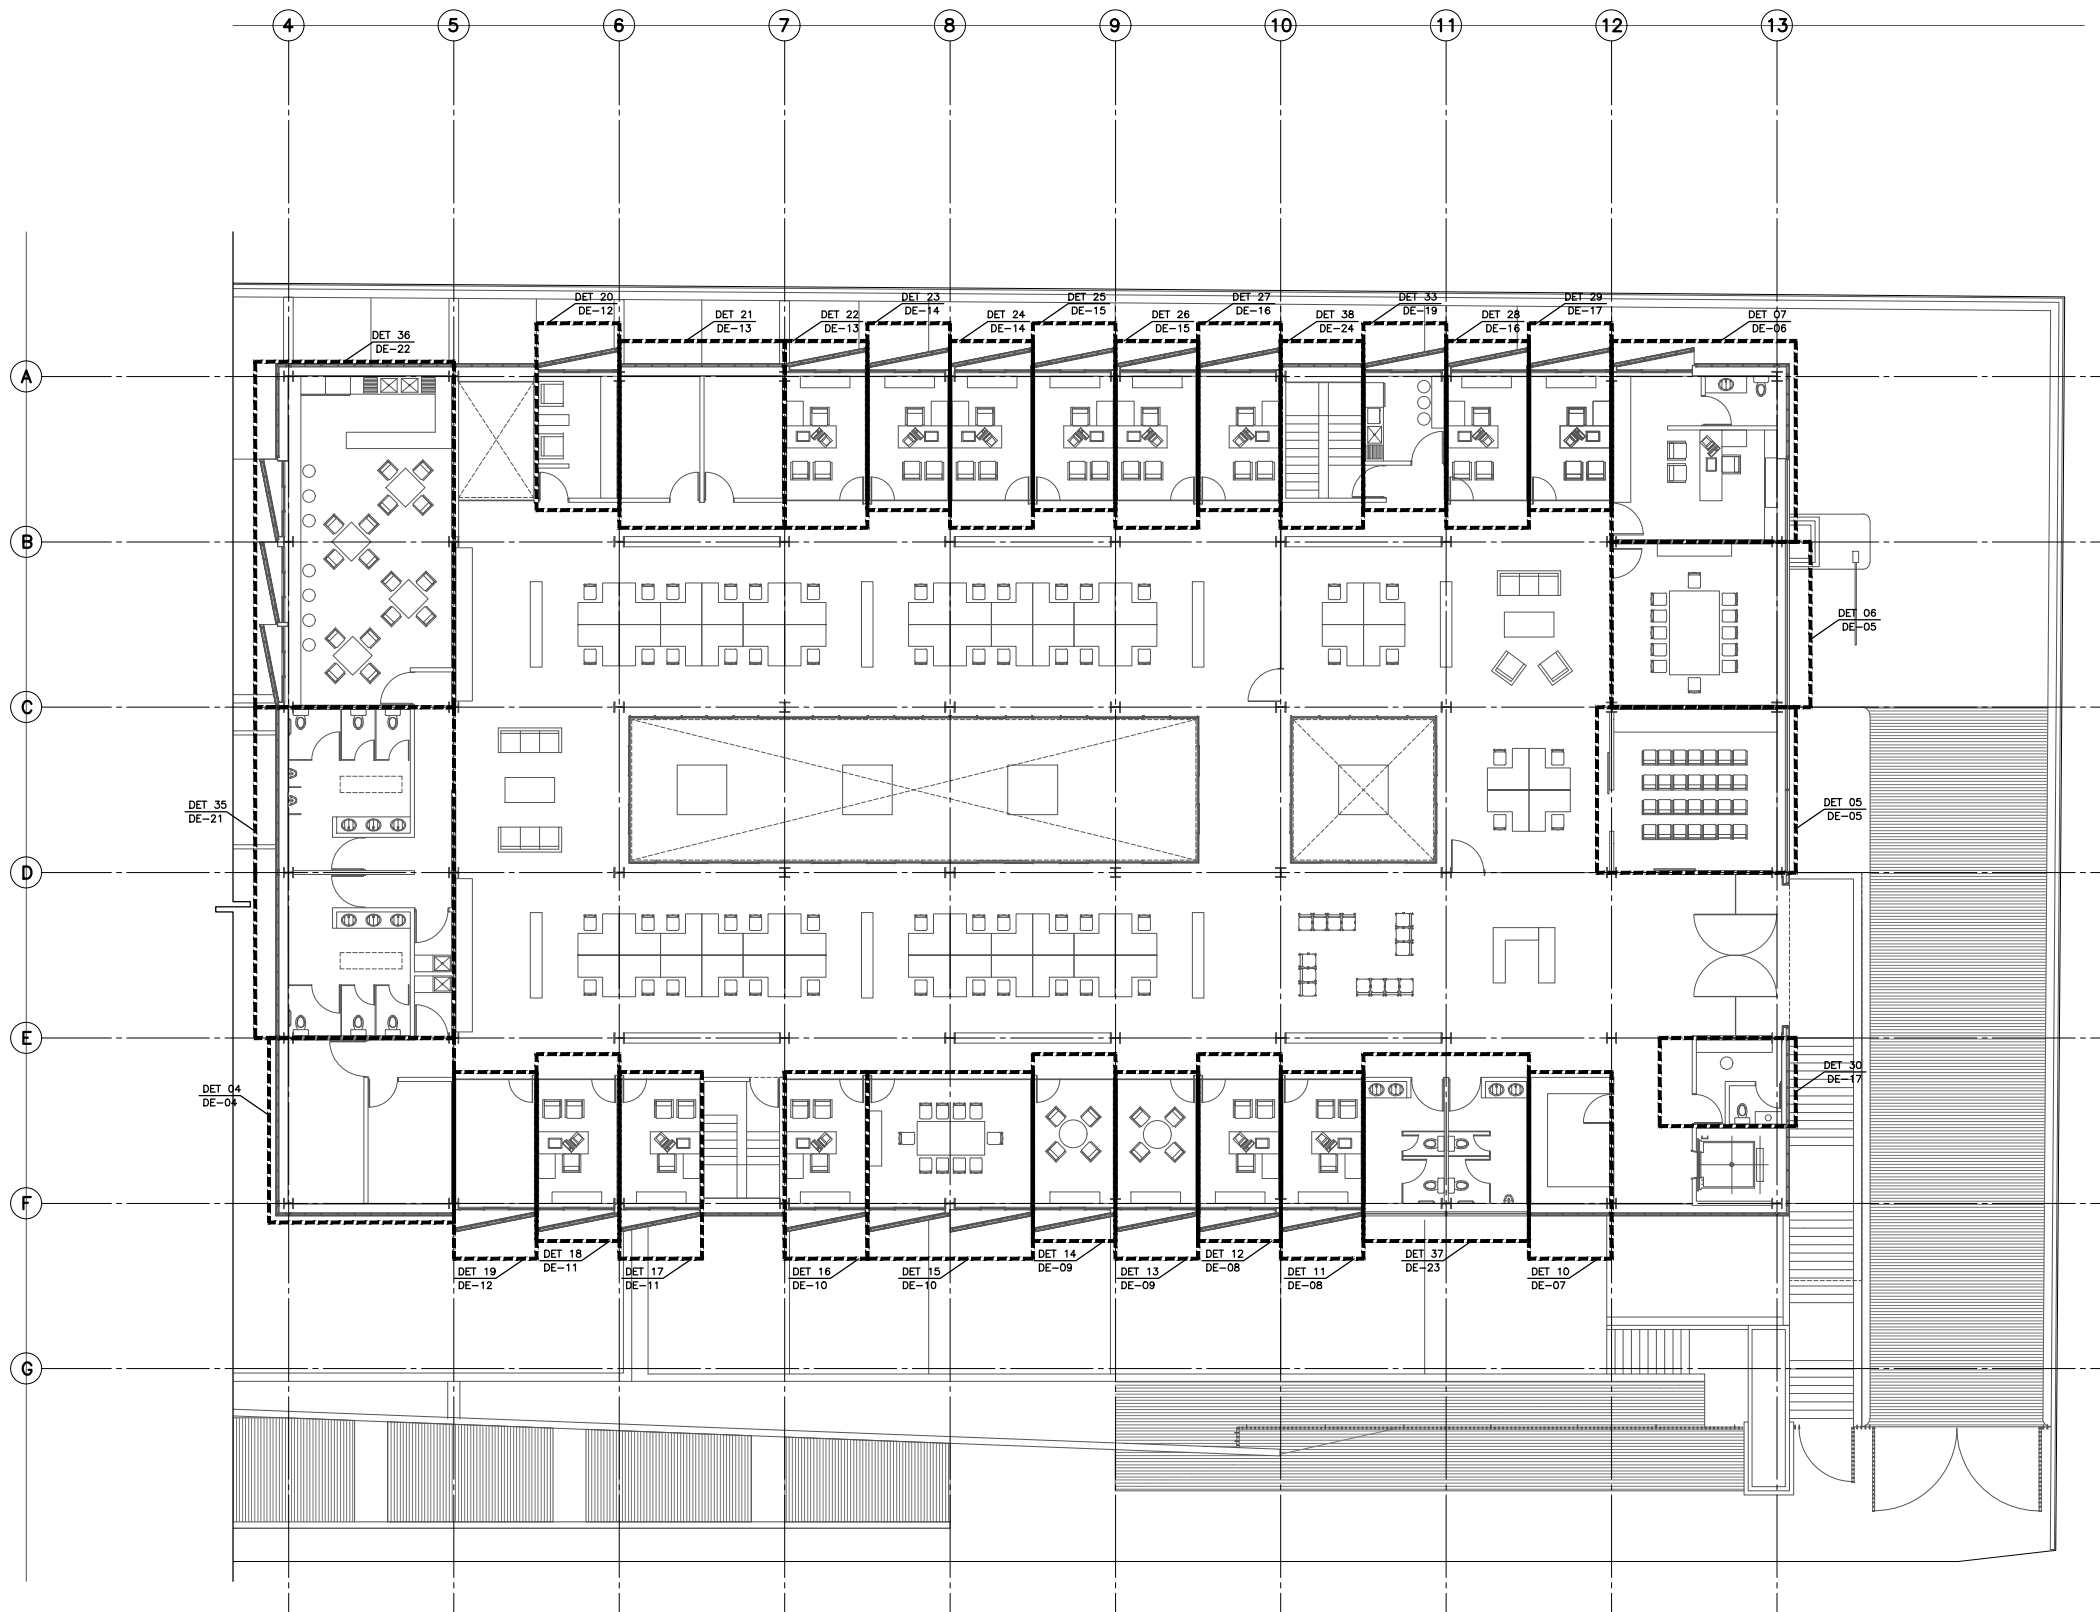 4 5 6 7 8 9 10 11 12 13
DET 20
DE-12
DET 23
DE-14
DET 25
DE-15
DET 27
DE-16
DET 33
DE-19
DET 29
DE-17
DET 21
DE-13
DET 22
DE-13
DET 24
DE-14
DET 26
DE-15
DET 38
DE-24
DET 28
DE-16
DET 07
DE-06
DET 36
DE-22
A
B
DET 06
DE-05
C
DET 35
DE-21
DET 05
DE-05
D
E
DET 04
DE-04
DET 30
DE-17
F
DET 18
DE-11
DET 14
DE-09
DET 12
DE-08
DET 37
DE-23
DET 19
DE-12
DET 17
DE-11
DET 16
DE-10
DET 15
DE-10
DET 13
DE-09
DET 11
DE-08
DET 10
DE-07
G